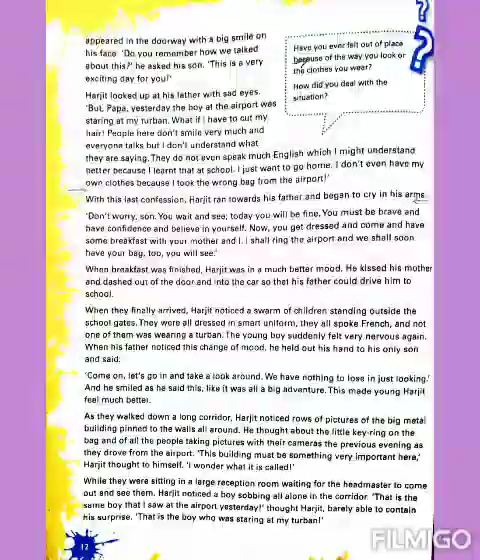 appeared in the doorway with a big smile on
his face. 'Do you remember how we talked
about this?' he asked his son. 'This is a very
exciting day for you!'
Harjit looked up at his father with sad eyes.
'But, Papa, yesterday the boy at the airport was
staring at my turban. What if I have to cut my
hair! People here don't smile very much and
everyone talks but I don't understand what
they are saying. They do not even speak much English which I might understand
better because I learnt that at school. I just want to go home. I don't even have my
own clothes because I took the wrong bag from the airport!'
With this last confession, Harjit ran towards his father and began to cry in his arms.
'Don't worry, son. You wait and see; today you will be fine. You must be brave and
have confidence and believe in yourself. Now, you get dressed and come and have
some breakfast with your mother and I. I shall ring the airport and we shall soon
have your bag, too, you will see.'
When breakfast was finished, Harjit was in a much better mood. He kissed his mother
and dashed out of the door and into the car so that his father could drive him to
school.
When they finally arrived, Harjit noticed a swarm of children standing outside the
school gates. They were all dressed in smart uniform, they all spoke French, and not
one of them was wearing a turban. The young boy suddenly felt very nervous again.
When his father noticed this change of mood, he held out his hand to his only son
and said:
'Come on, let's go in and take a look around. We have nothing to lose in just looking.'
And he smiled as he said this, like it was all a big adventure. This made young Harjit
feel much better.
As they walked down a long corridor, Harjit noticed rows of pictures of the big metal
building pinned to the walls all around. He thought about the little key-ring on the
bag and of all the people taking pictures with their cameras the previous evening as
they drove from the airport. 'This building must be something very important here,'
Harjit thought to himself. 'I wonder what it is called!'
While they were sitting in a large reception room waiting for the headmaster to come
out and see them, Harjit noticed a boy sobbing all alone in the corridor. 'That is the
same boy that I saw at the airport yesterday!' thought Harjit, barely able to contain
his surprise. 'That is the boy who was staring at my turban!'
Have you ever felt out of place
because of the way you look or
the clothes you wear?
How did you deal with the
situation?
?
?
12
FILMIGO